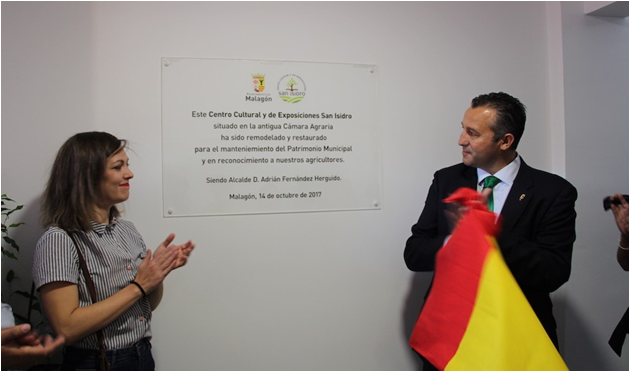 Malagón
SAN ISIDRO
Este Centro Cultural y de Exposiciones San Isidro
situado en la antigua Cámara Agraria
ha sido remodelado y restaurado
para el mantenimiento del Patrimonio Municipal
y en reconocimiento a nuestros agricultores.
Siendo Alcalde D. Adrián Fernández Herguido.
Malagón, 14 de octubre de 2017